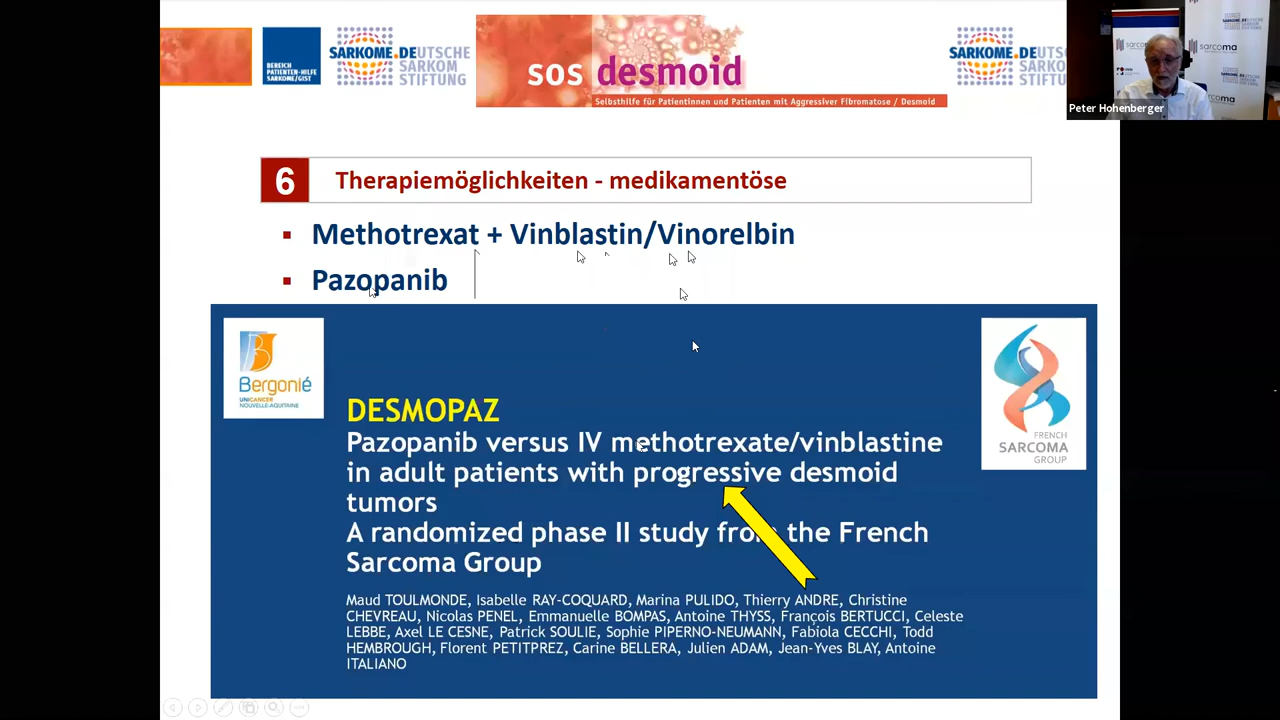 BEREICH
PATIENTEN-HILFE
SARKOME/GIST
SARKOME.DEUTSCHE
SARKOM
STIFTUNG
sos desmoid
Selbsthilfe für Patientinnen und Patienten mit Aggressiver Fibromatose / Desmoid
SARKOME.DEUTSCHE
SARKOM
STIFTUNG
sarcoma
Peter Hohenberger
6 Therapiemöglichkeiten - medikamentöse
▪ Methotrexat + Vinblastin/Vinorelbin
▪ Pazopanib
Bergonié
UNICANCER
NOUVELLE-AQUITAINE
FRENCH
SARCOMA
GROUP
DESMOPAZ
Pazopanib versus IV methotrexate/vinblastine
in adult patients with progressive desmoid
tumors
A randomized phase II study from the French
Sarcoma Group
Maud TOULMONDE, Isabelle RAY-COQUARD, Marina PULIDO, Thierry ANDRE, Christine
CHEVREAU, Nicolas PENEL, Emmanuelle BOMPAS, Antoine THYSS, François BERTUCCI, Celeste
LEBBE, Axel LE CESNE, Patrick SOULIE, Sophie PIPERNO-NEUMANN, Fabiola CECCHI, Todd
HEMBROUGH, Florent PETITPREZ, Carine BELLERA, Julien ADAM, Jean-Yves BLAY, Antoine
ITALIANO